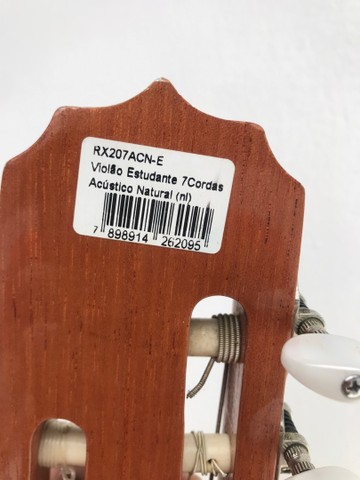 RX207ACN-E
Violão Estudante 7Cordas
Acústico Natural (nl)
7 898914 262095